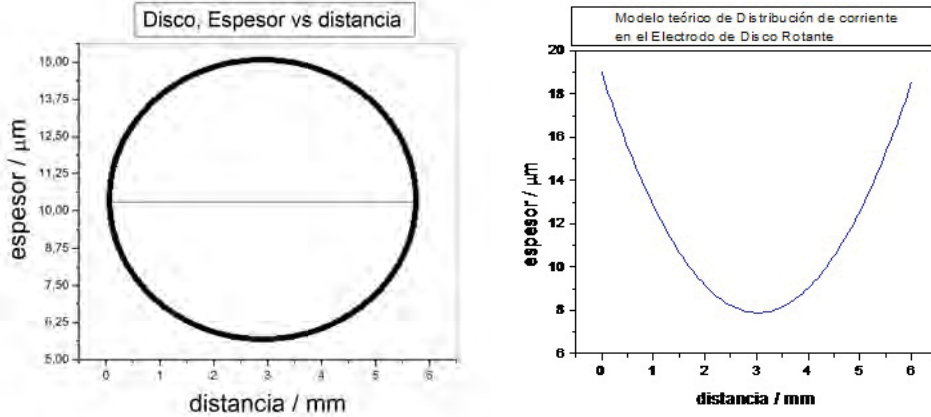 Disco, Espesor vs distancia
15,00
13,75
12,50
11,25
10,00
8,75
7,50
6,25
5,00
espesor / μm
0 1 2 3 4 5 6
distancia / mm
Modelo teórico de Distribución de corriente
en el Electrodo de Disco Rotante
20
18
16
14
12
10
8
6
espesor / μm
0 1 2 3 4 5 6
distancia / mm